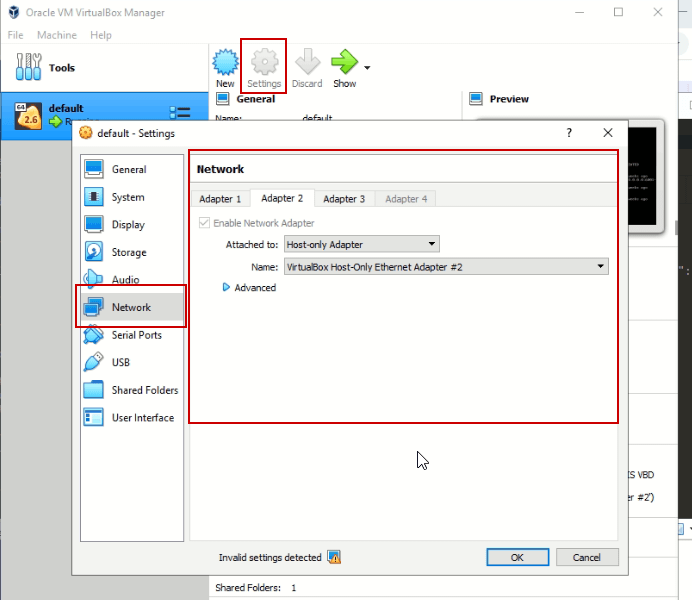 Oracle VM VirtualBox Manager
File Machine Help
Tools
New Settings Discard Show
General
Preview
64
2.6
default
Name: default
default - Settings
?
General
System
Display
Storage
Audio
Network
Serial Ports
USB
Shared Folders
User Interface
Network
Adapter 1 Adapter 2 Adapter 3 Adapter 4
Enable Network Adapter
Attached to: Host-only Adapter
Name: VirtualBox Host-Only Ethernet Adapter #2
Advanced
":
VBD
#2')
Invalid settings detected
OK Cancel
Shared Folders: 1